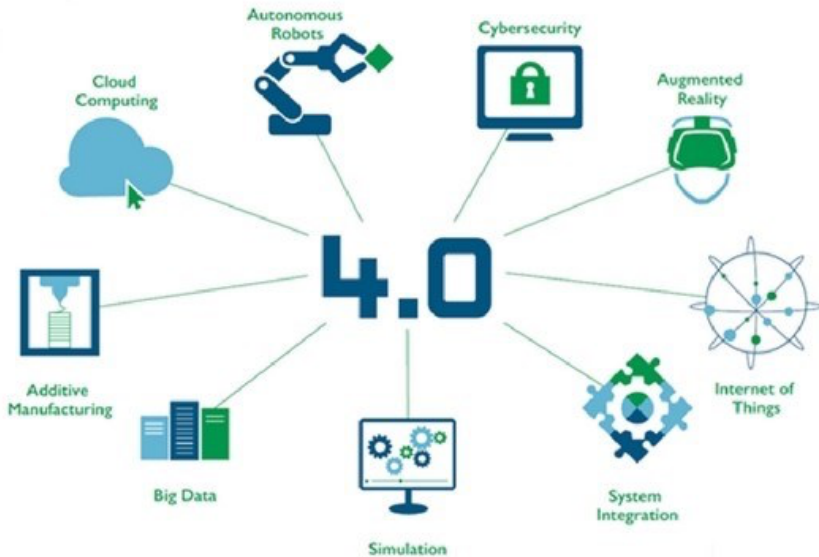 Autonomous
Robots
Cybersecurity
Cloud
Computing
Augmented
Reality
4.0
Additive
Manufacturing
Internet of
Things
Big Data
System
Integration
Simulation